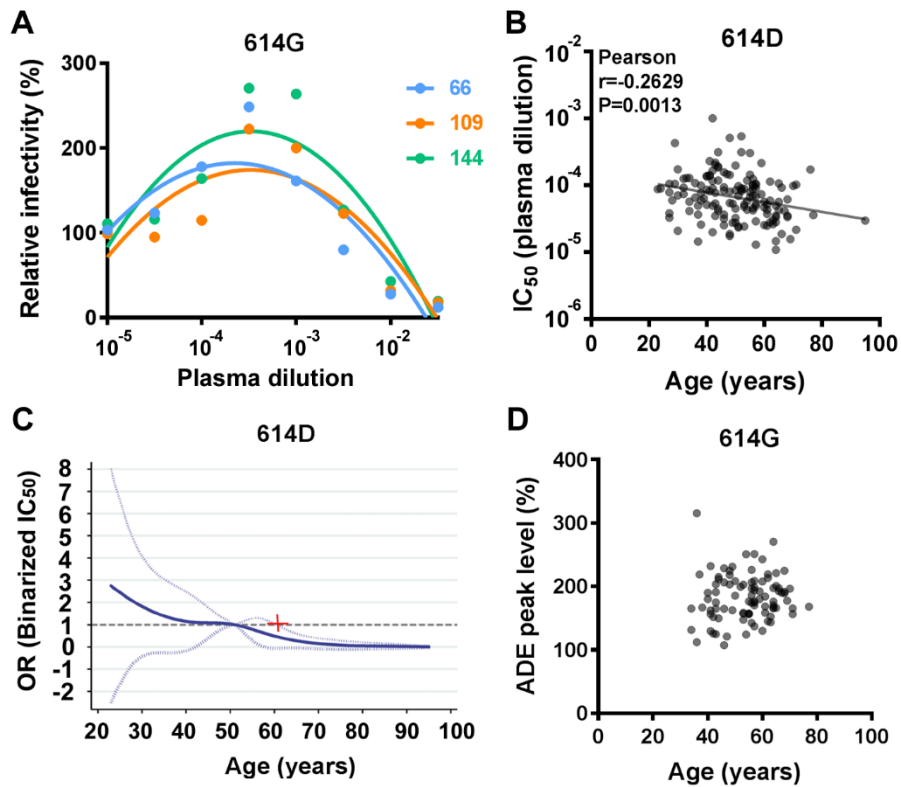 A
614G
Relative infectivity (%)
300
200
100
0
10-5
10-4
10-3
10-2
Plasma dilution
66
109
144
B
614D
Pearson
r=-0.2629
P=0.0013
IC50 (plasma dilution)
10-2
10-3
10-4
10-5
10-6
0 20 40 60 80 100
Age (years)
C
614D
OR (Binarized IC50)
8
7
6
5
4
3
2
1
0
-1
-2
20 30 40 50 60 70 80 90 100
Age (years)
D
614G
ADE peak level (%)
400
300
200
100
0
0 20 40 60 80 100
Age (years)